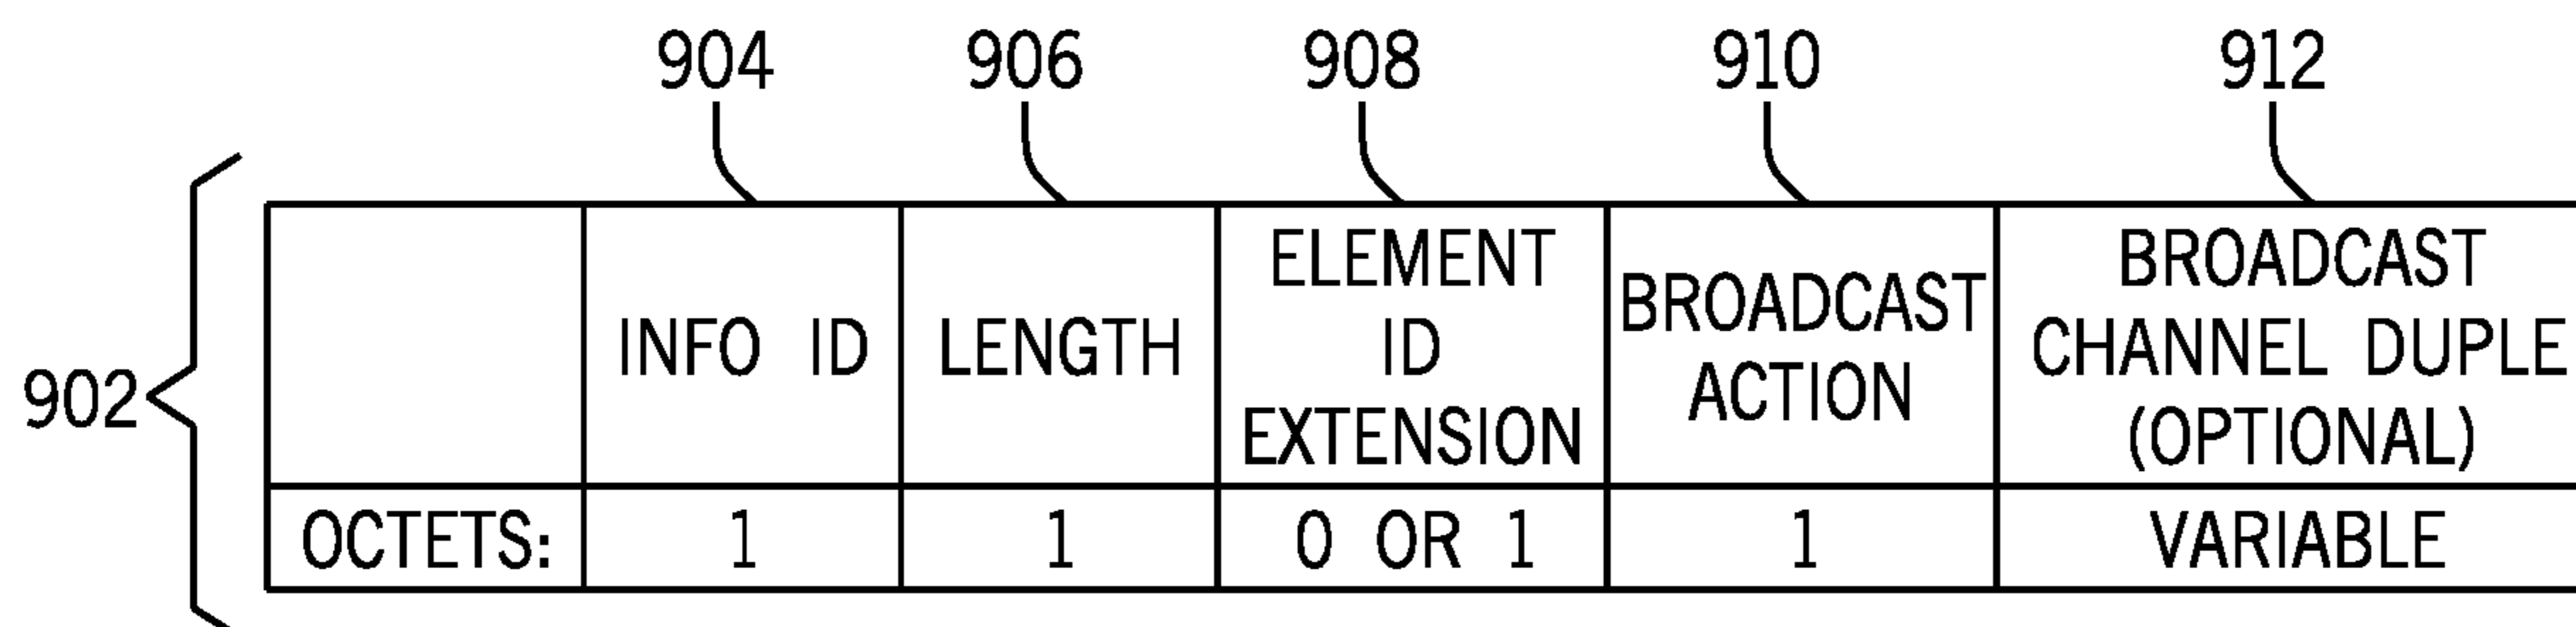 904 906 908 910 912
902
INFO ID
LENGTH
ELEMENT
ID
EXTENSION
BROADCAST
ACTION
BROADCAST
CHANNEL DUPLE
(OPTIONAL)
OCTETS: 1 1 0 OR 1 1 VARIABLE